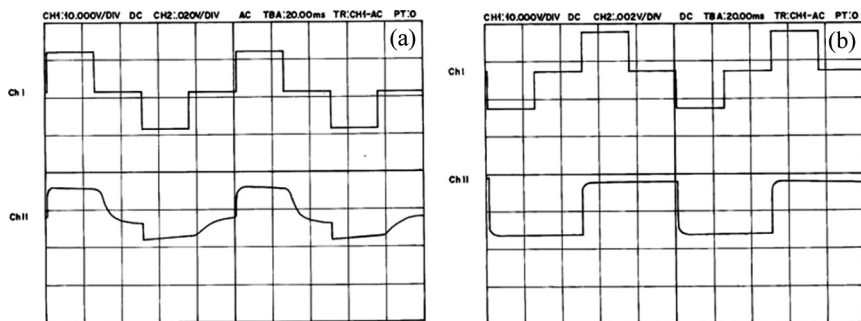 CH1:10.000V/DIV DC CH2:.020V/DIV AC TBA:20.00ms TR:CH1-AC PT:0
(a)
Ch I
Ch II
CH1:10.000V/DIV DC CH2:.002V/DIV DC TBA:20.00ms TR:CH1-AC PT:0
(b)
Ch I
Ch II